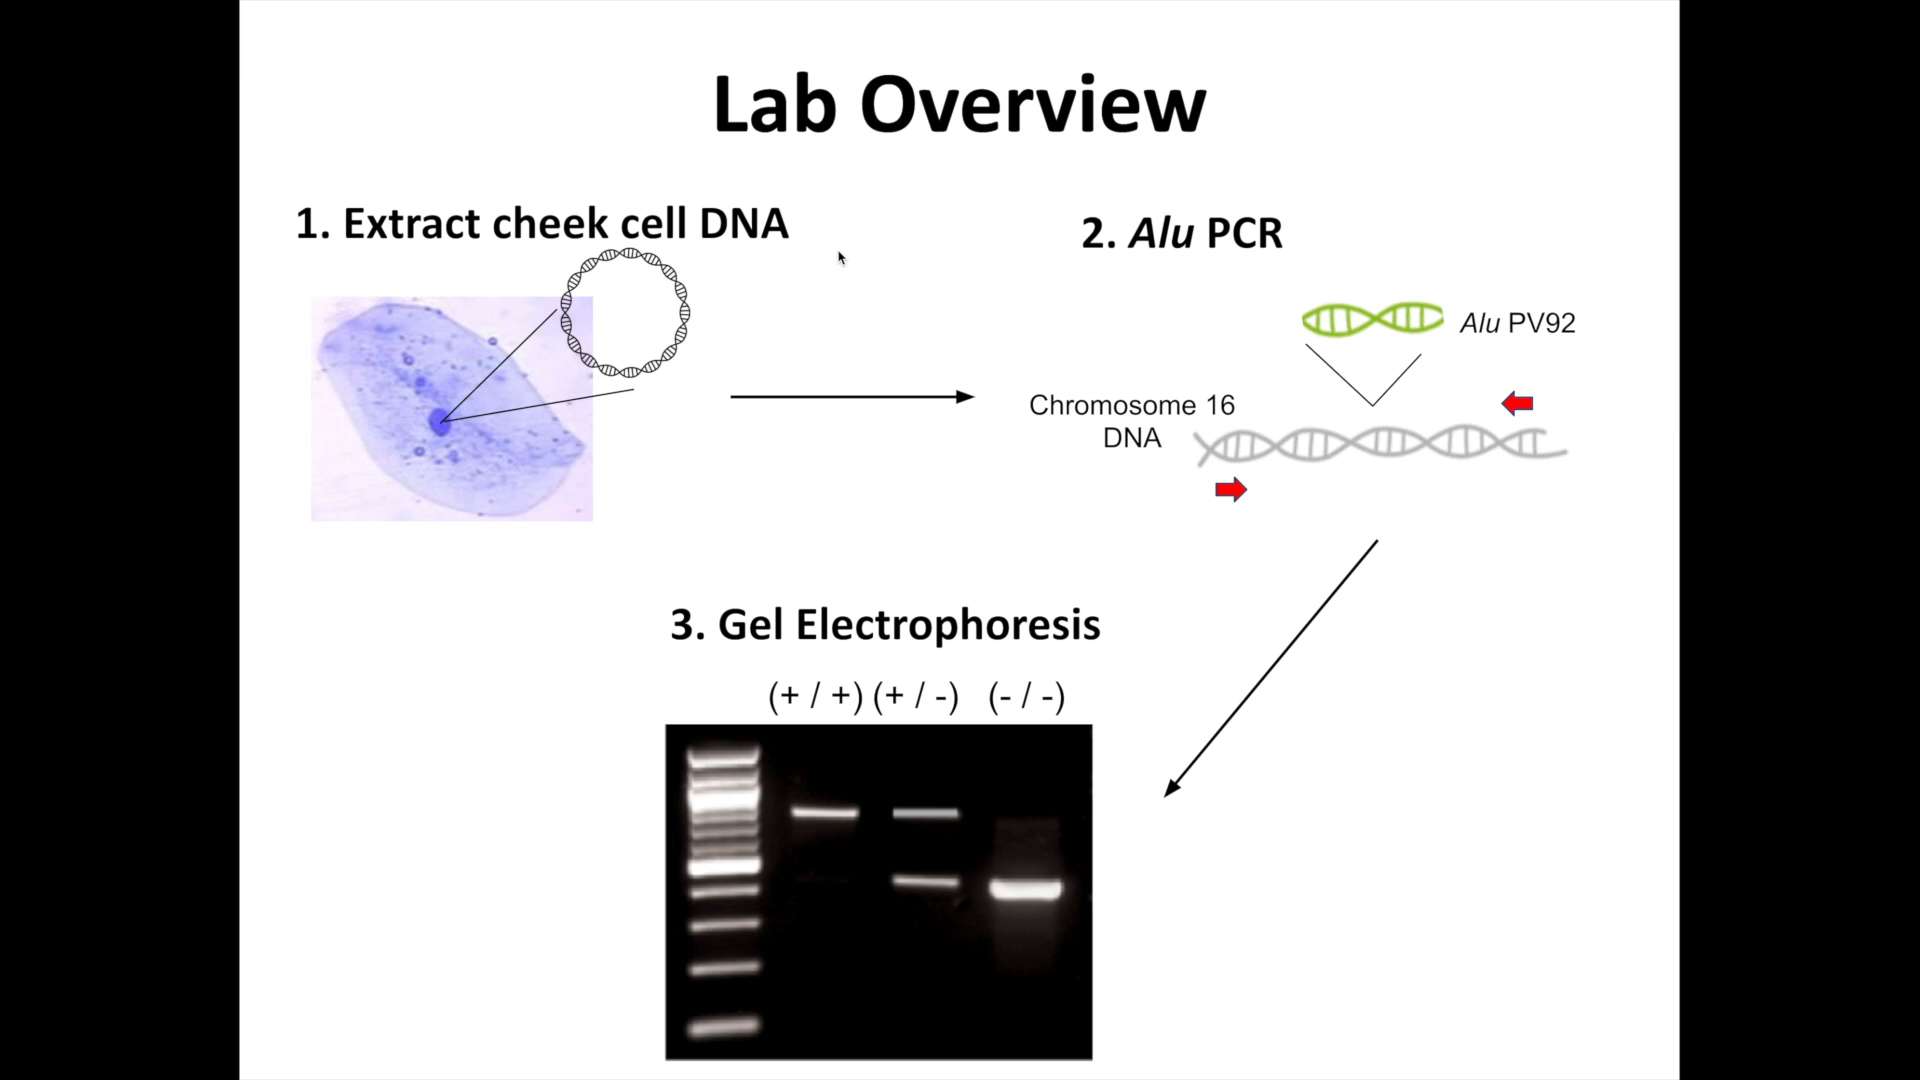 Lab Overview
1. Extract cheek cell DNA
2. Alu PCR
Alu PV92
Chromosome 16
DNA
3. Gel Electrophoresis
(+ / +) (+ / -) (- / -)